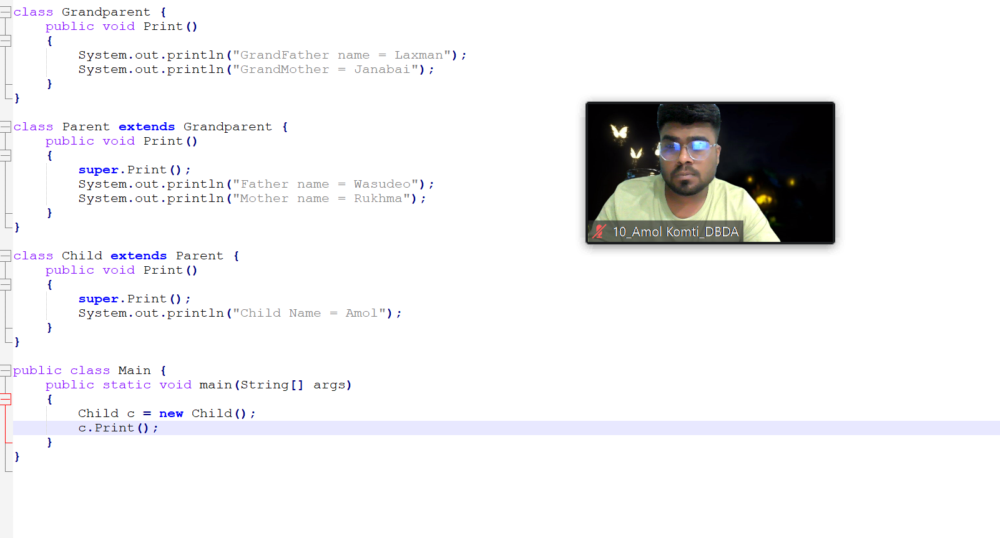 class Grandparent {
    public void Print()
    {
        System.out.println("GrandFather name = Laxman");
        System.out.println("GrandMother = Janabai");
    }
}

class Parent extends Grandparent {
    public void Print()
    {
        super.Print();
        System.out.println("Father name = Wasudeo");
        System.out.println("Mother name = Rukhma");
    }
}

class Child extends Parent {
    public void Print()
    {
        super.Print();
        System.out.println("Child Name = Amol");
    }
}

public class Main {
    public static void main(String[] args)
    {
        Child c = new Child();
        c.Print();
    }
}
10_Amol Komti_DBDA